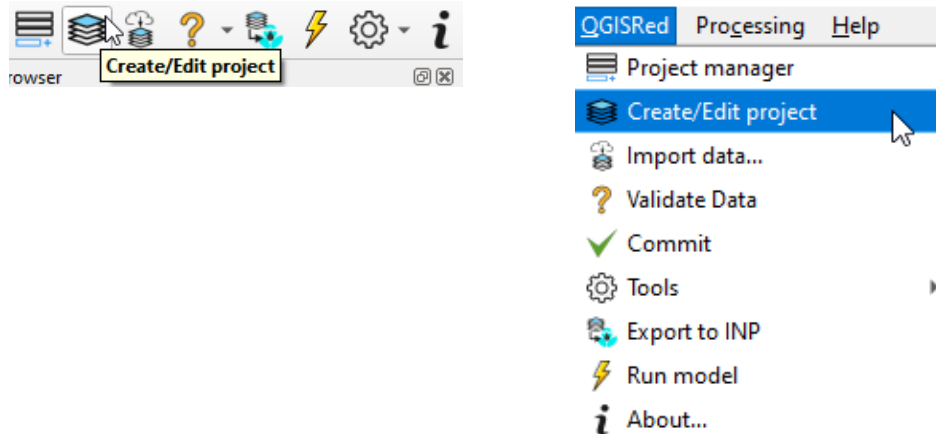 Create/Edit project
rowser
QGISRed Processing Help
Project manager
Create/Edit project
Import data...
Validate Data
Commit
Tools
Export to INP
Run model
About...